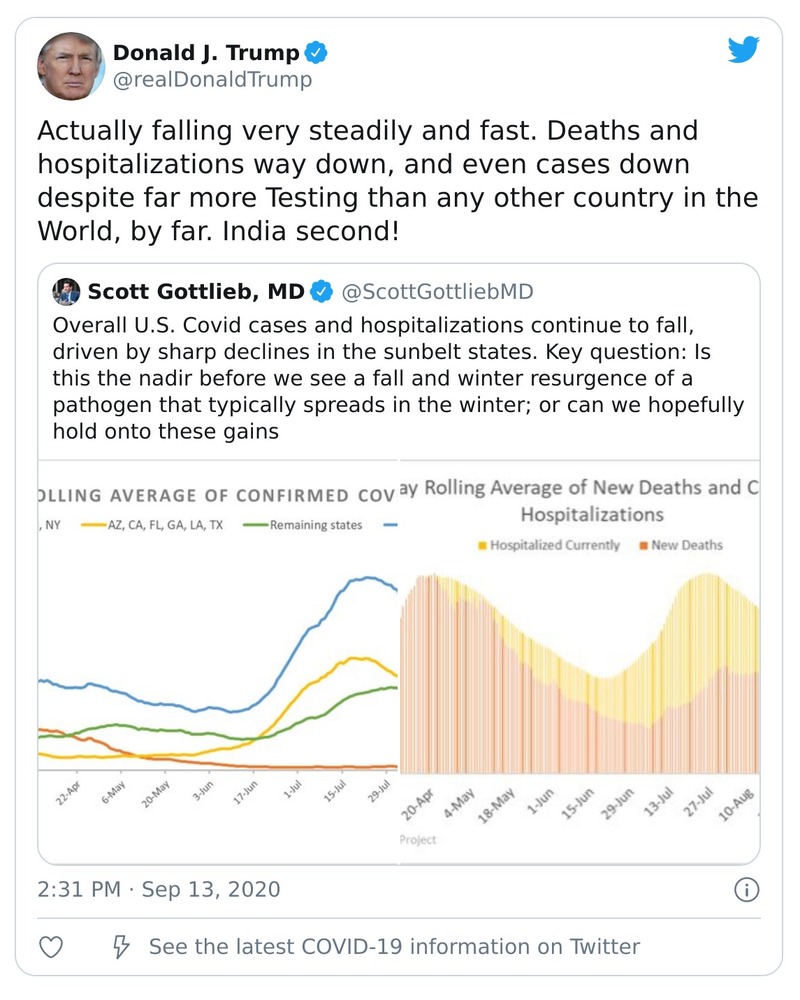 Donald J. Trump
@realDonaldTrump
Actually falling very steadily and fast. Deaths and
hospitalizations way down, and even cases down
despite far more Testing than any other country in the
World, by far. India second!
Scott Gottlieb, MD @ScottGottliebMD
Overall U.S. Covid cases and hospitalizations continue to fall,
driven by sharp declines in the sunbelt states. Key question: Is
this the nadir before we see a fall and winter resurgence of a
pathogen that typically spreads in the winter; or can we hopefully
hold onto these gains
OLLING AVERAGE OF CONFIRMED COV
, NY AZ, CA, FL, GA, LA, TX Remaining states
22-Apr 6-May 20-May 3-Jun 17-Jun 1-Jul 15-Jul 29-Jul
ay Rolling Average of New Deaths and C
Hospitalizations
Hospitalized Currently New Deaths
20-Apr 4-May 18-May 1-Jun 15-Jun 29-Jun 13-Jul 27-Jul 10-Aug
Project
2:31 PM · Sep 13, 2020
See the latest COVID-19 information on Twitter